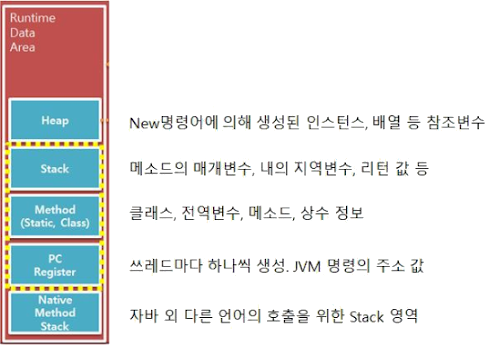 Runtime
Data
Area
Heap
New명령어에 의해 생성된 인스턴스, 배열 등 참조변수
Stack
메소드의 매개변수, 내의 지역변수, 리턴 값 등
Method
(Static, Class)
클래스, 전역변수, 메소드, 상수 정보
PC
Register
쓰레드마다 하나씩 생성. JVM 명령의 주소 값
Native
Method
Stack
자바 외 다른 언어의 호출을 위한 Stack 영역